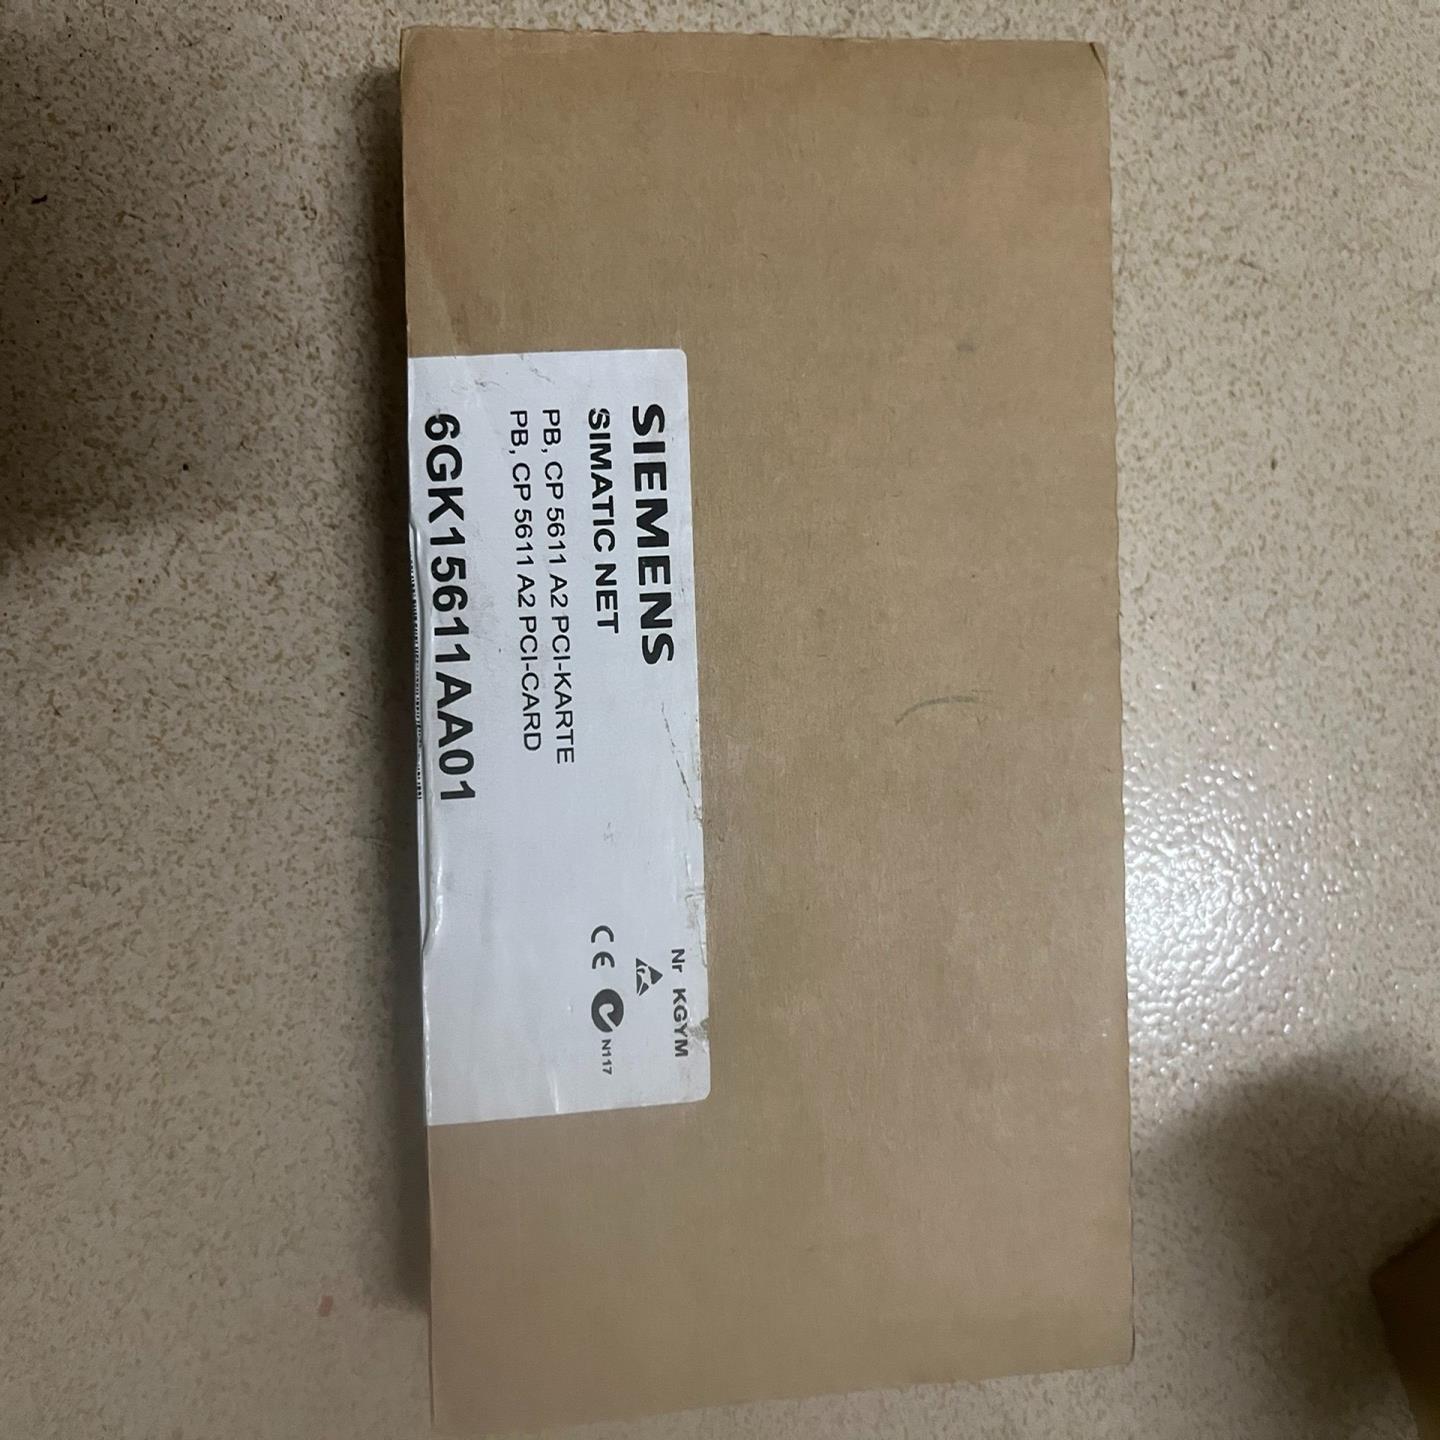 SIEMENS
SIMATIC NET
PB, CP 5611 A2 PCI-KARTE
PB, CP 5611 A2 PCI-CARD
6GK15611AA01
Nr KGYM
CE
N117